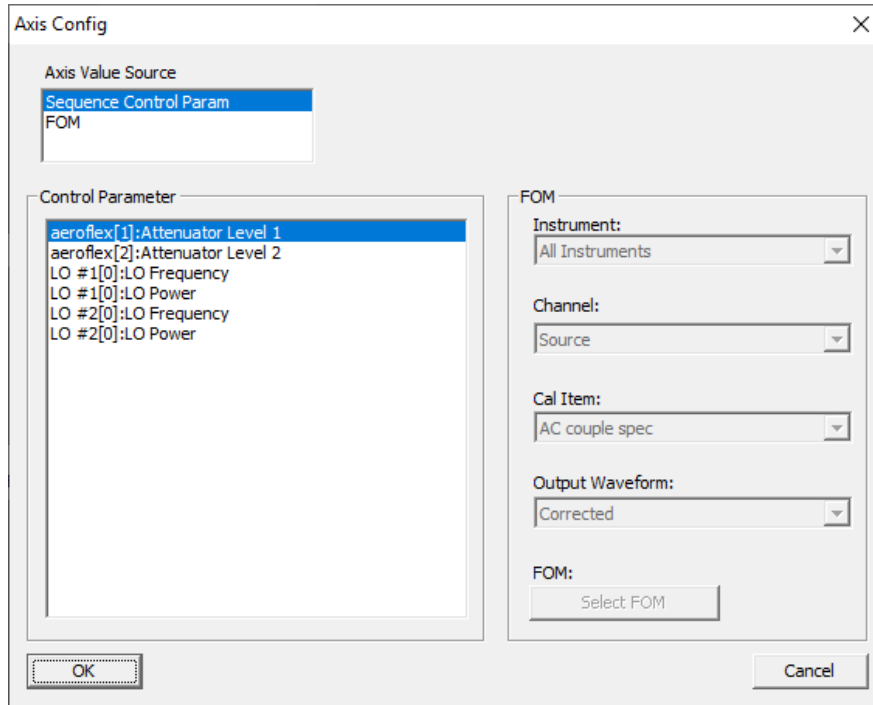 Axis Config
Axis Value Source
Sequence Control Param
FOM
Control Parameter
aeroflex[1]:Attenuator Level 1
aeroflex[2]:Attenuator Level 2
LO #1[0]:LO Frequency
LO #1[0]:LO Power
LO #2[0]:LO Frequency
LO #2[0]:LO Power
FOM
Instrument:
All Instruments
Channel:
Source
Cal Item:
AC couple spec
Output Waveform:
Corrected
FOM:
Select FOM
OK
Cancel